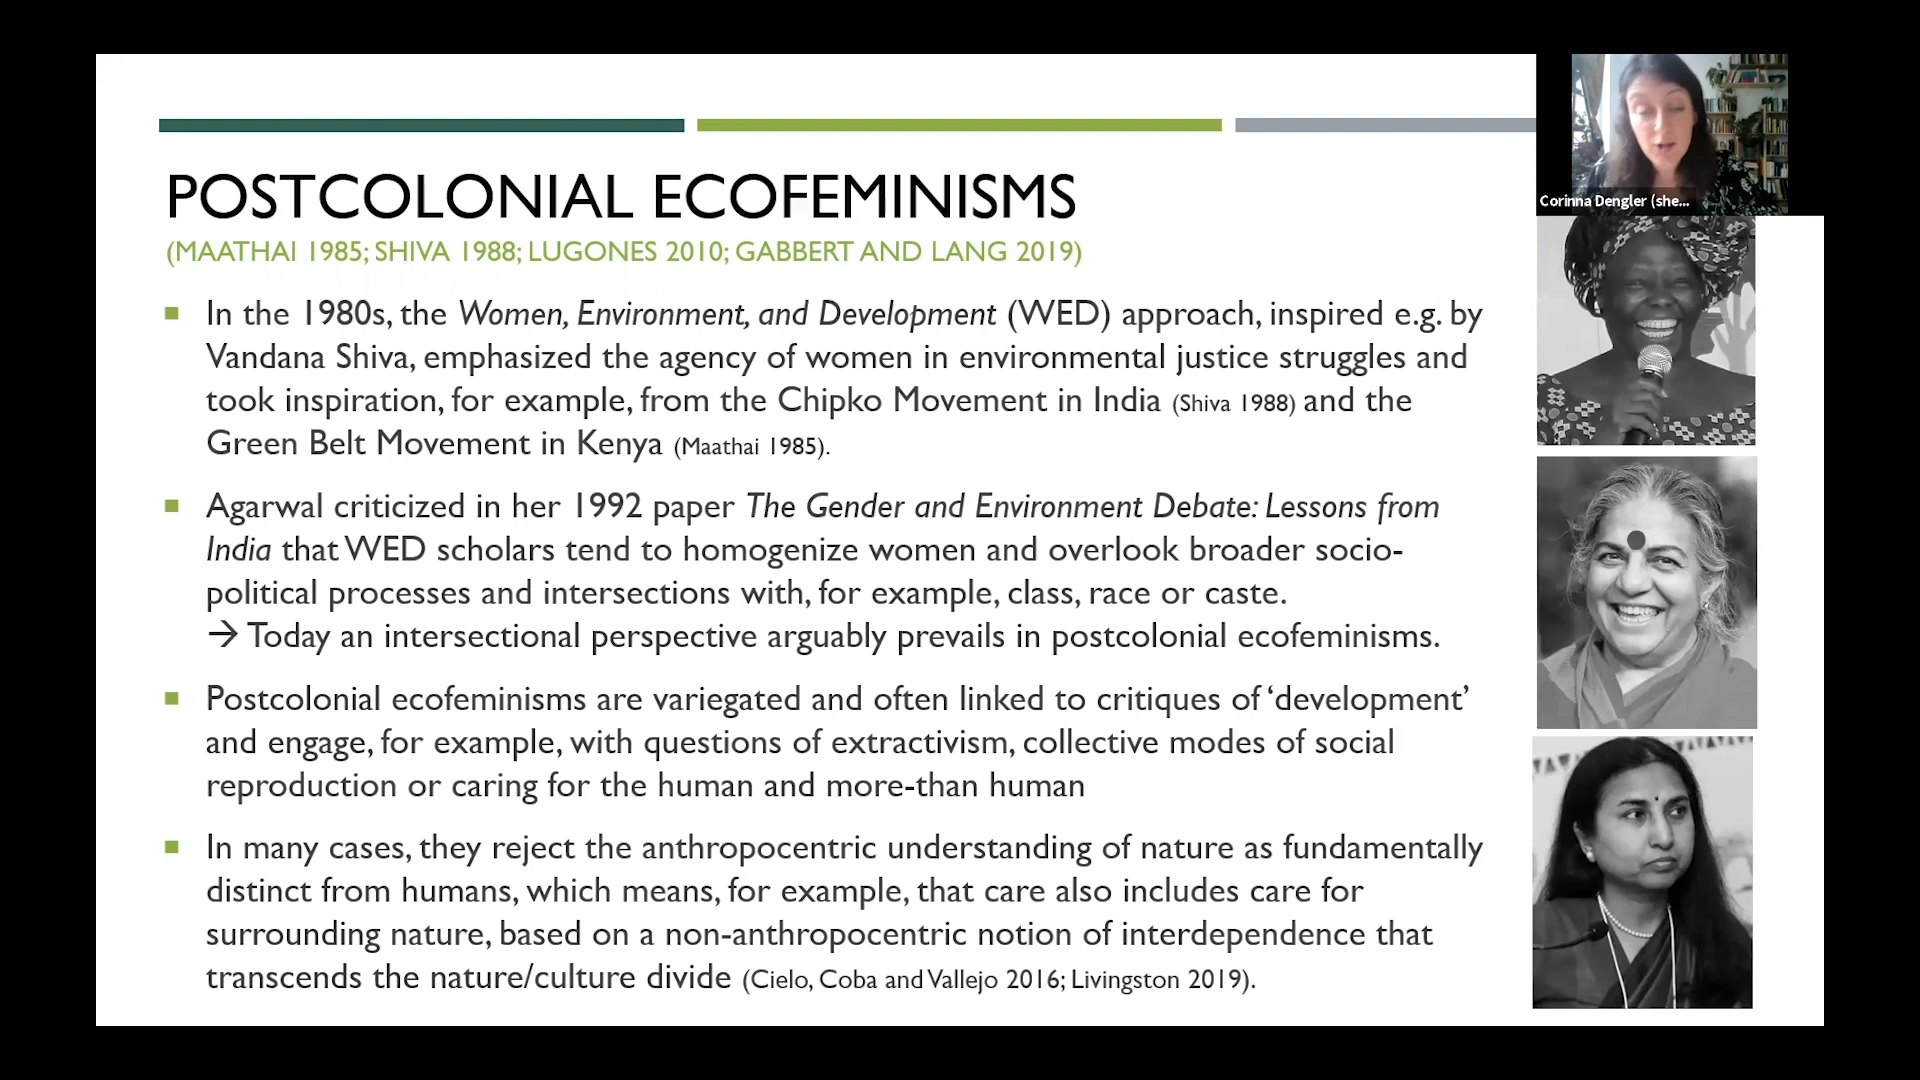 POSTCOLONIAL ECOFEMINISMS
(MAATHAI 1985; SHIVA 1988; LUGONES 2010; GABBERT AND LANG 2019)
In the 1980s, the Women, Environment, and Development (WED) approach, inspired e.g. by
Vandana Shiva, emphasized the agency of women in environmental justice struggles and
took inspiration, for example, from the Chipko Movement in India (Shiva 1988) and the
Green Belt Movement in Kenya (Maathai 1985).
Agarwal criticized in her 1992 paper The Gender and Environment Debate: Lessons from
India that WED scholars tend to homogenize women and overlook broader socio-
political processes and intersections with, for example, class, race or caste.
→ Today an intersectional perspective arguably prevails in postcolonial ecofeminisms.
Postcolonial ecofeminisms are variegated and often linked to critiques of ‘development’
and engage, for example, with questions of extractivism, collective modes of social
reproduction or caring for the human and more-than human
In many cases, they reject the anthropocentric understanding of nature as fundamentally
distinct from humans, which means, for example, that care also includes care for
surrounding nature, based on a non-anthropocentric notion of interdependence that
transcends the nature/culture divide (Cielo, Coba and Vallejo 2016; Livingston 2019).
Corinna Dengler (she...